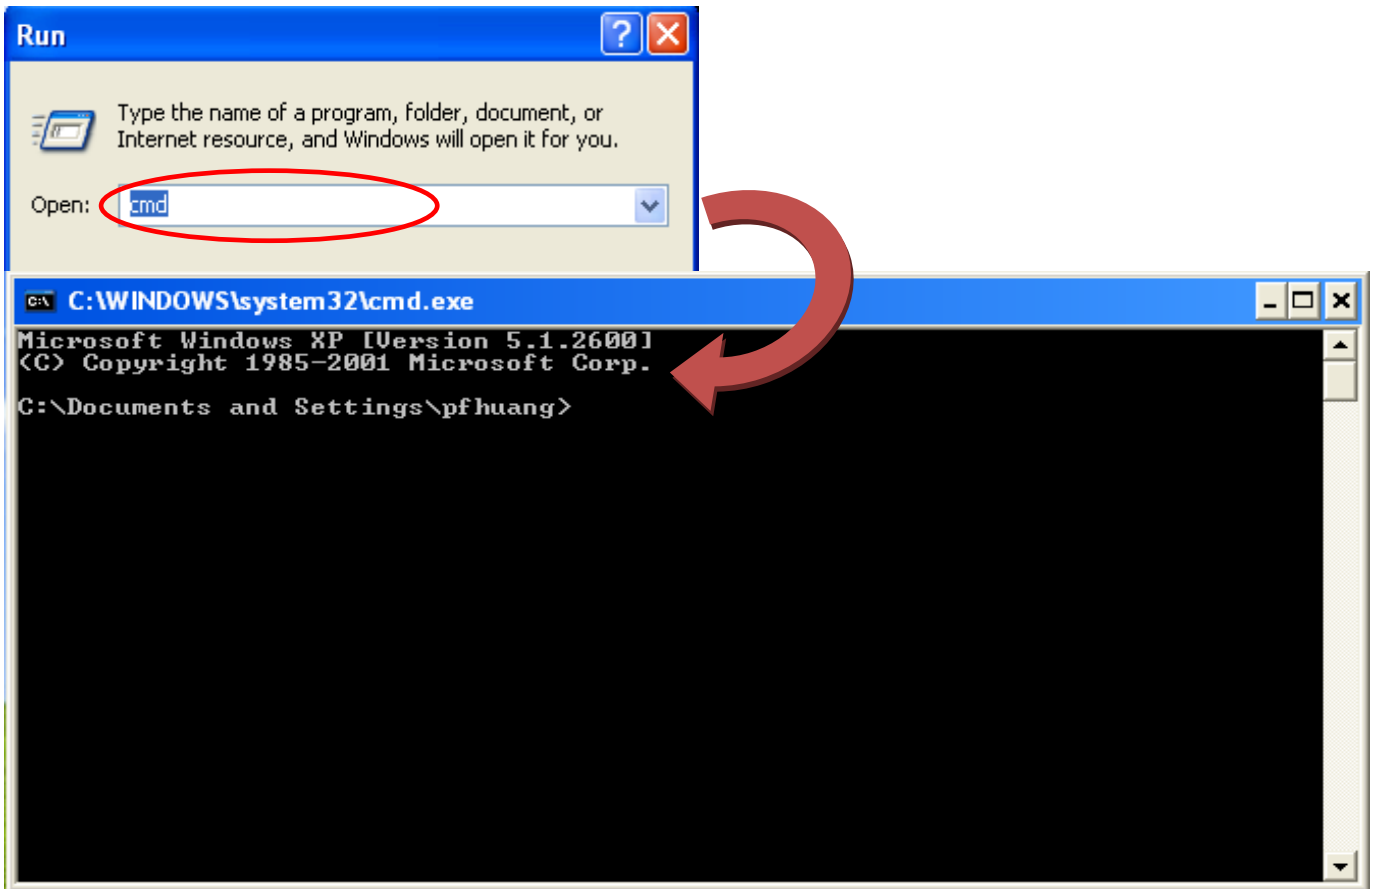 Run
Type the name of a program, folder, document, or
Internet resource, and Windows will open it for you.
Open: cmd
C:\WINDOWS\system32\cmd.exe
Microsoft Windows XP [Version 5.1.2600]
(C) Copyright 1985-2001 Microsoft Corp.
C:\Documents and Settings\pfhuang>